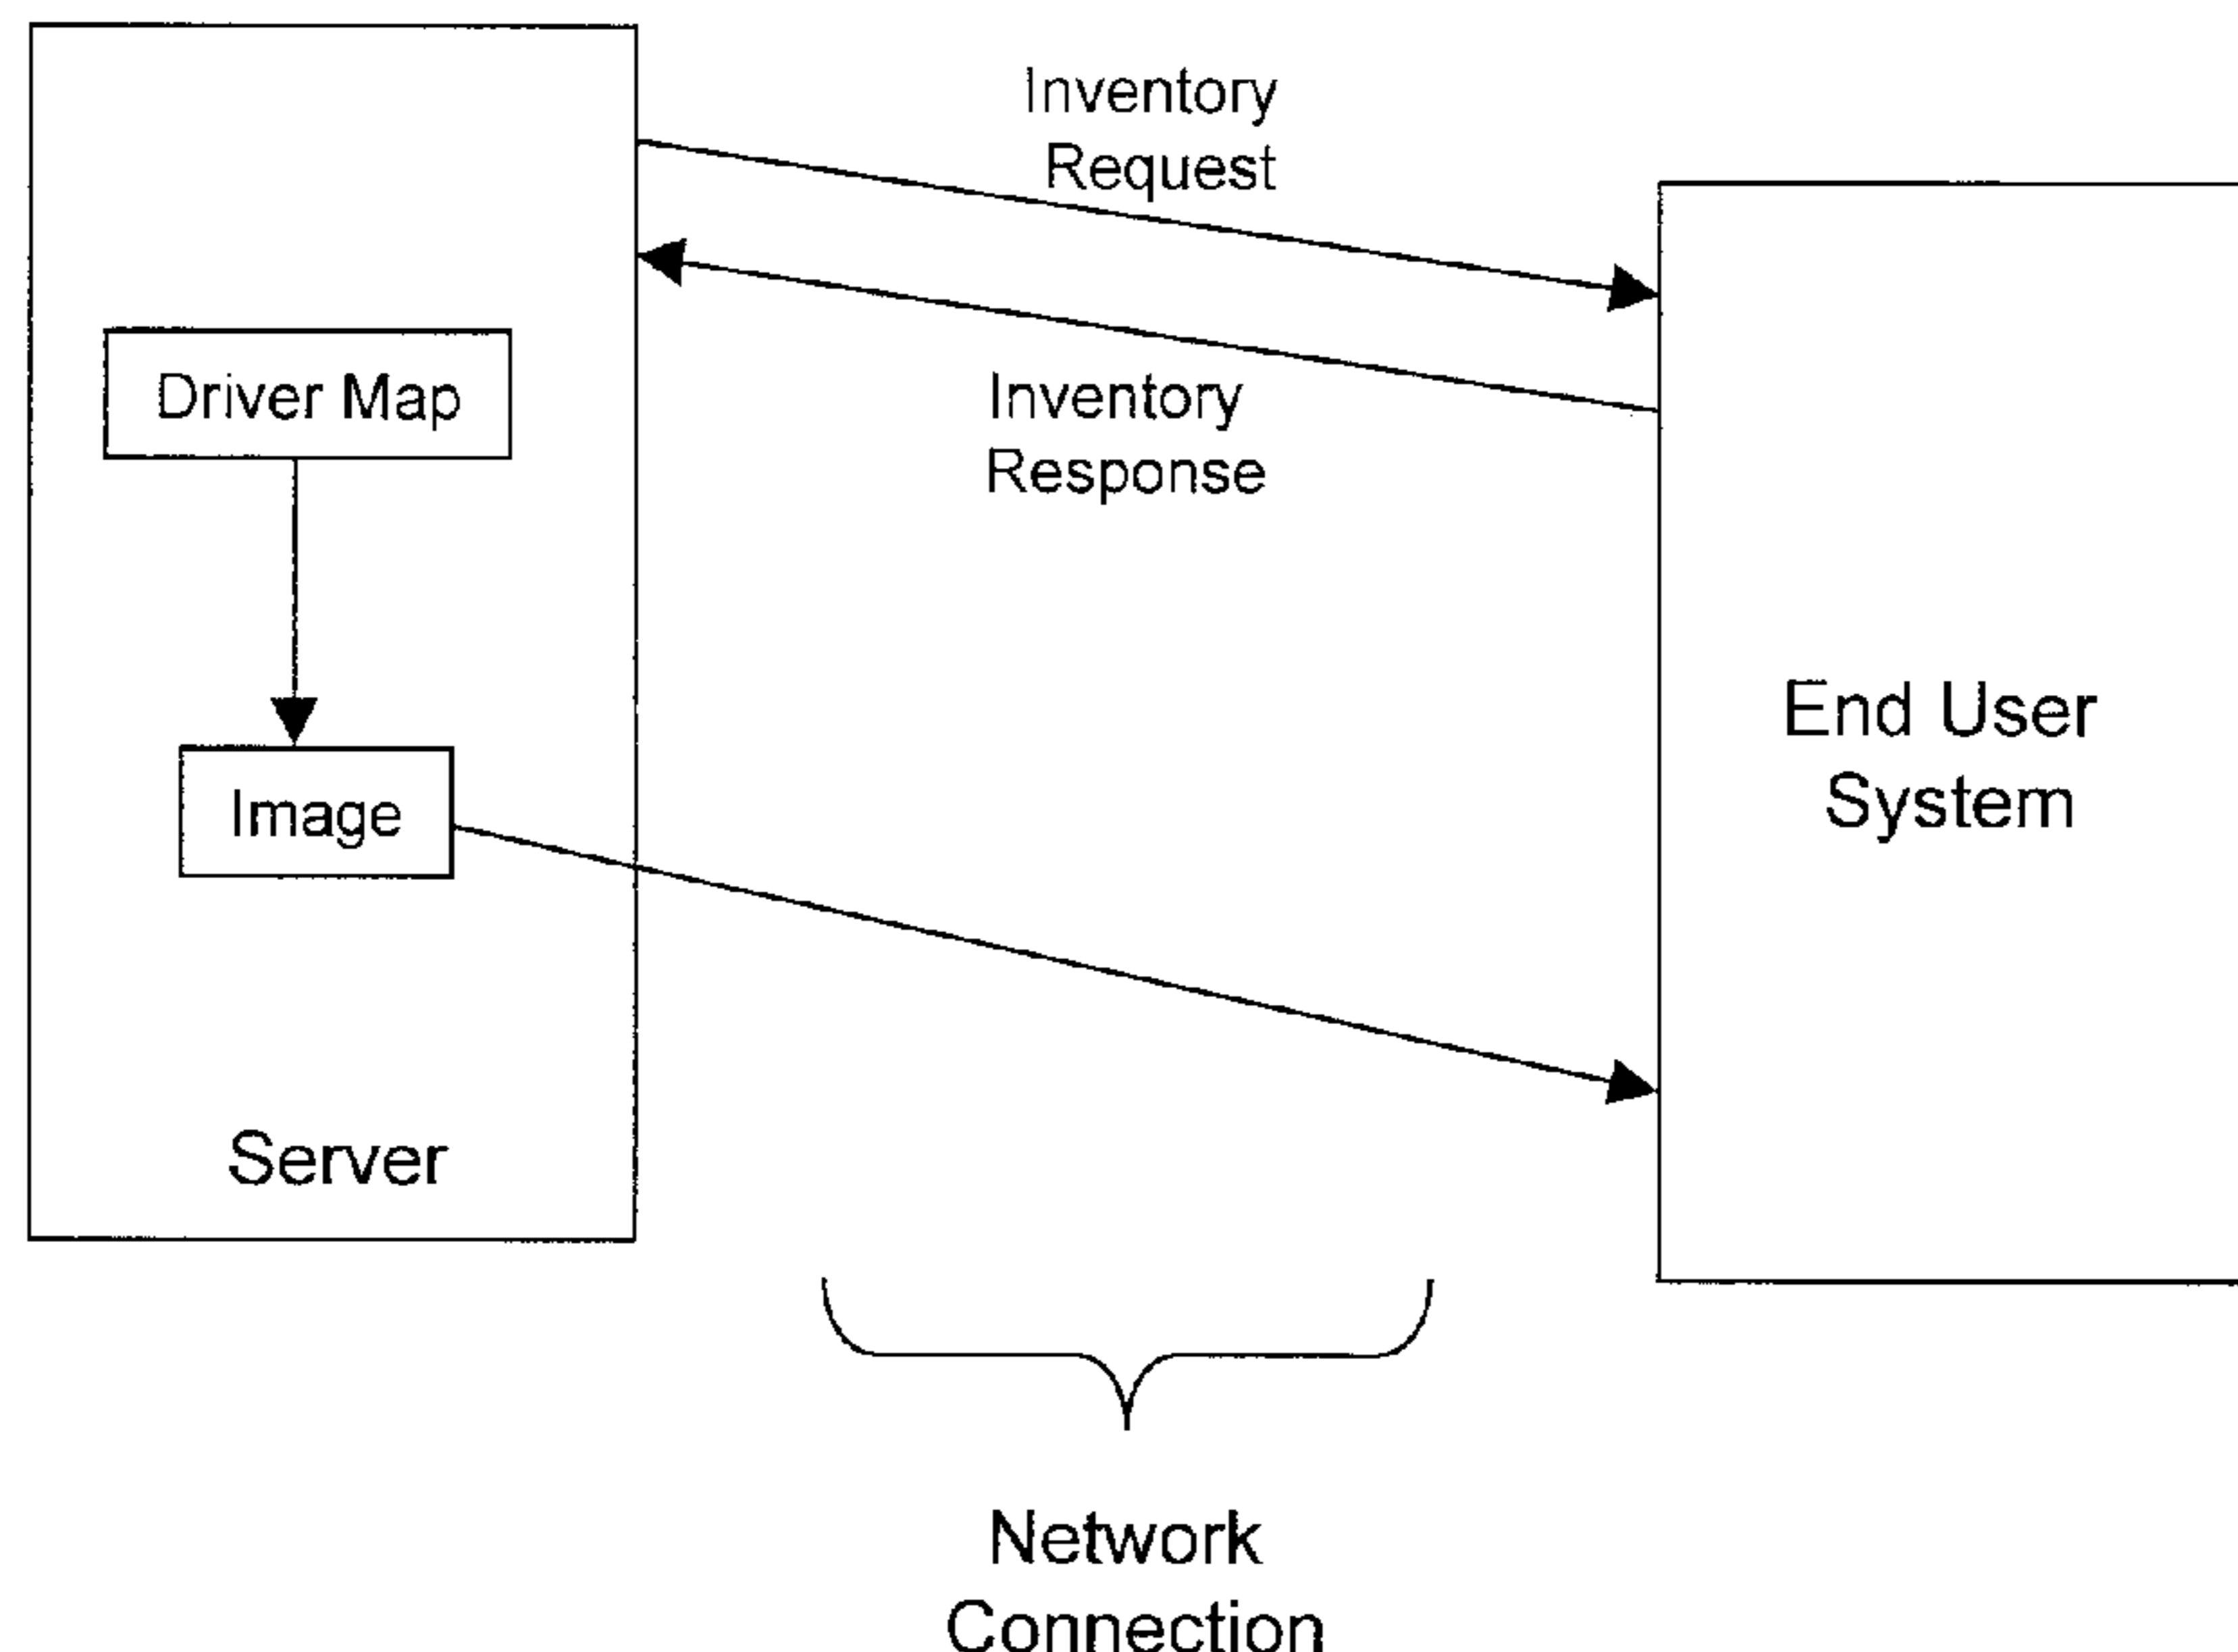 Inventory
Request
Driver Map
Inventory
Response
End User
System
Image
Server
Network
Connection